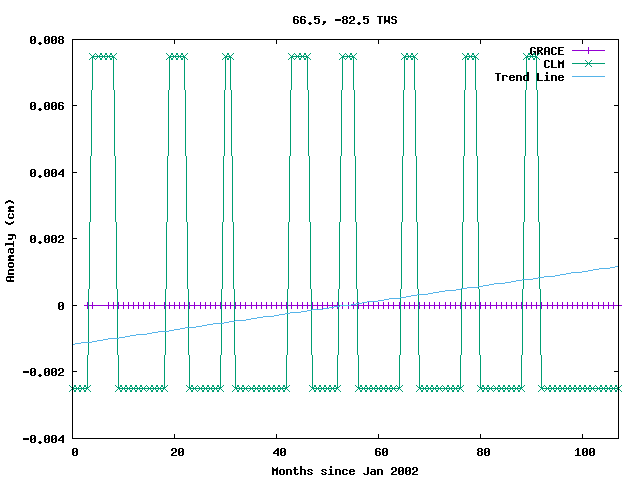 66.5, -82.5 TWS
GRACE
CLM
Trend Line
0.008
0.006
0.004
0.002
0
-0.002
-0.004
Anomaly (cm)
0 20 40 60 80 100
Months since Jan 2002